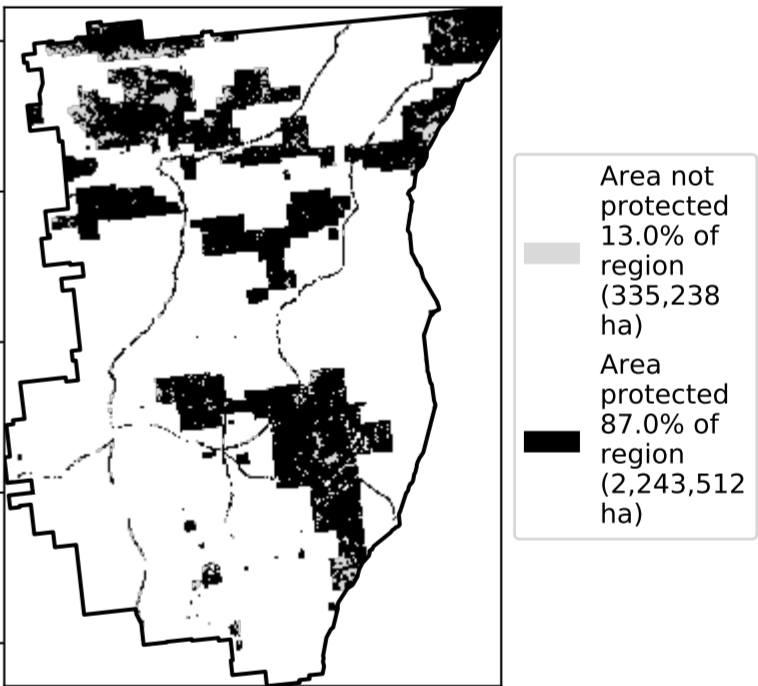 Area not
protected
13.0% of
region
(335,238
ha)
Area
protected
87.0% of
region
(2,243,512
ha)